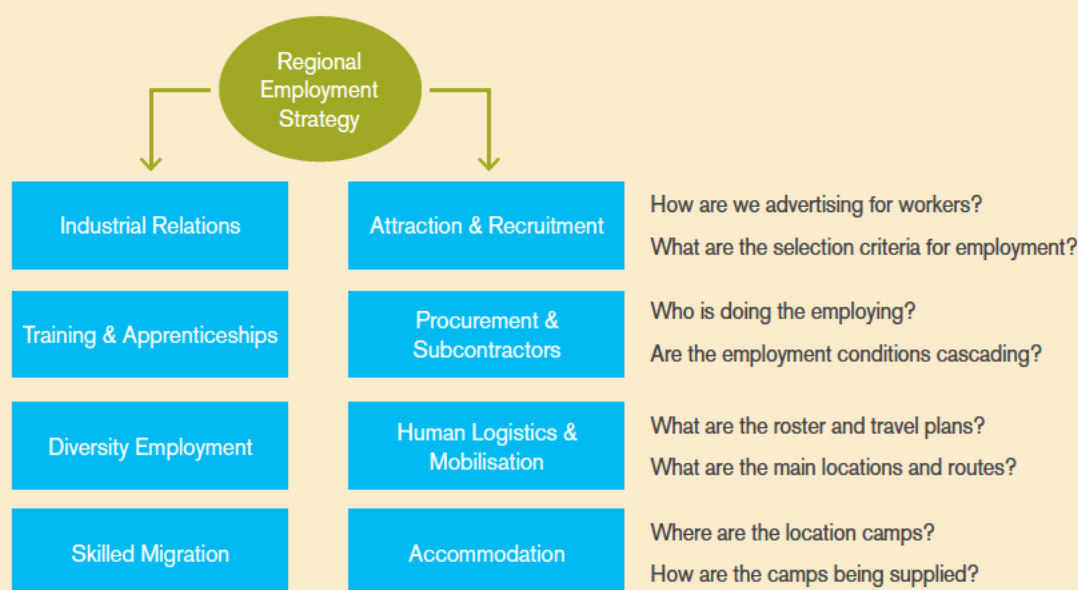 Regional
Employment
Strategy
Industrial Relations
Attraction & Recruitment
How are we advertising for workers?
What are the selection criteria for employment?
Training & Apprenticeships
Procurement &
Subcontractors
Who is doing the employing?
Are the employment conditions cascading?
Diversity Employment
Human Logistics &
Mobilisation
What are the roster and travel plans?
What are the main locations and routes?
Skilled Migration
Accommodation
Where are the location camps?
How are the camps being supplied?